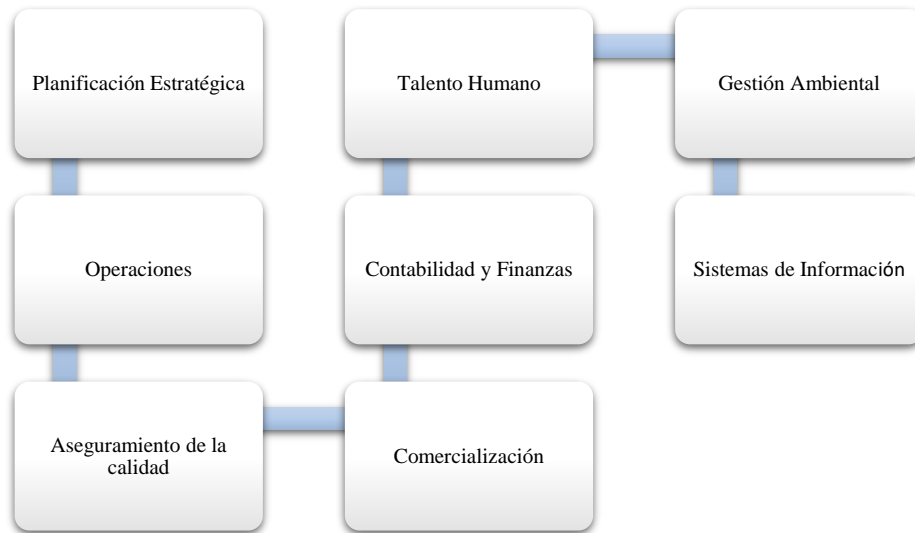 Planificación Estratégica
Operaciones
Aseguramiento de la
calidad
Comercialización
Contabilidad y Finanzas
Talento Humano
Gestión Ambiental
Sistemas de Información